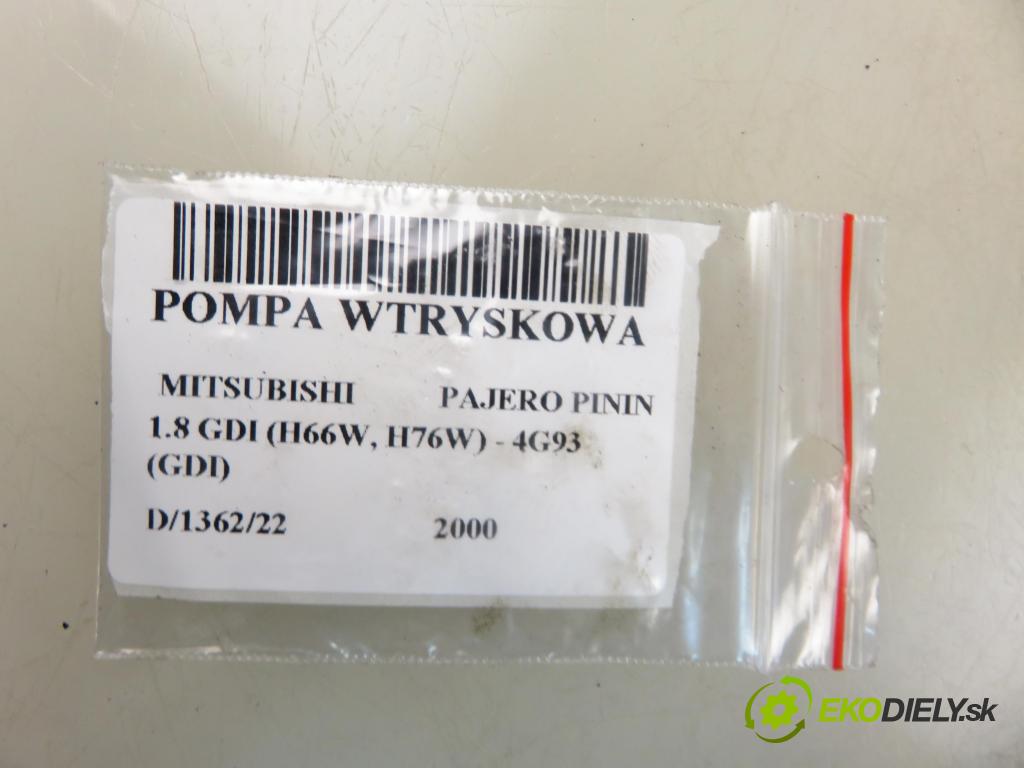 POMPA WTRYSKOWA
MITSUBISHI PAJERO PININ
1.8 GDI (H66W, H76W) - 4G93
(GDI)
D/1362/22 2000
EKODIELY.sk